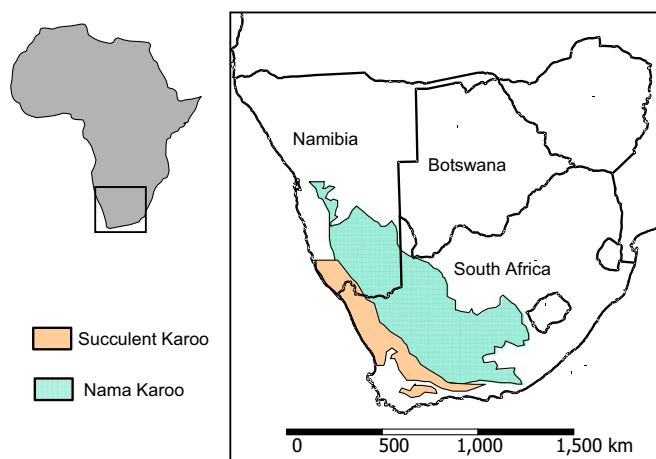 Namibia
Botswana
South Africa
Succulent Karoo
Nama Karoo
0 500 1,000 1,500 km